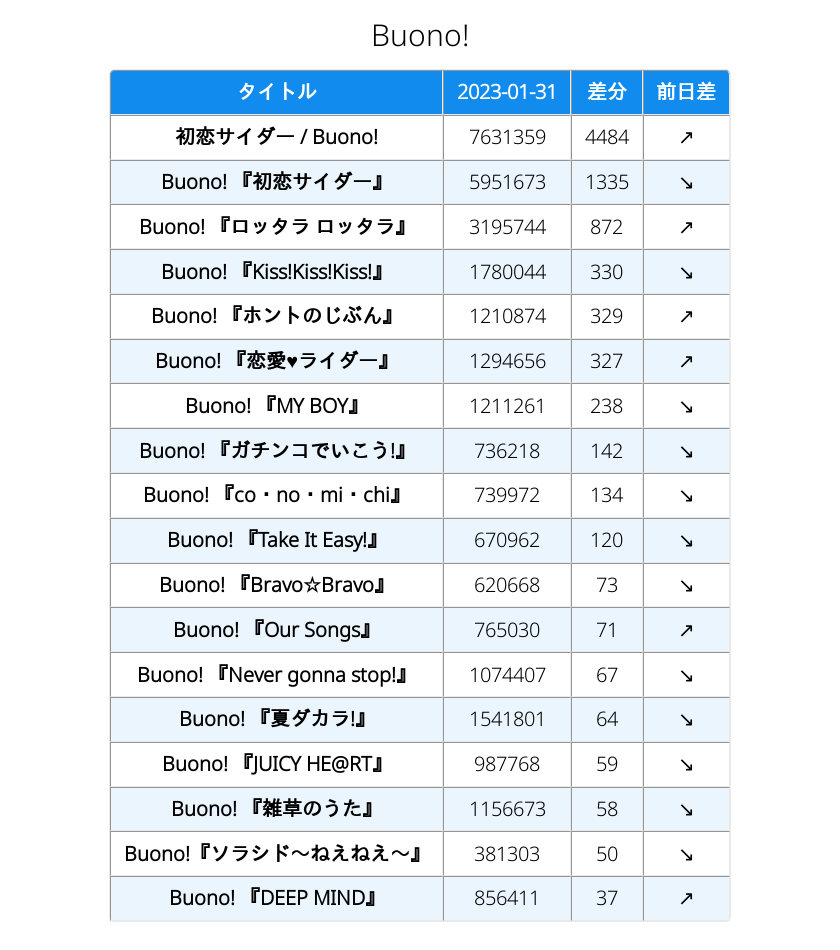 Buono!
タイトル 2023-01-31 差分 前日差
初恋サイダー / Buono! 7631359 4484 ↗
Buono! 『初恋サイダー』 5951673 1335 ↘
Buono! 『ロッタラ ロッタラ』 3195744 872 ↗
Buono! 『Kiss!Kiss!Kiss!』 1780044 330 ↘
Buono! 『ホントのじぶん』 1210874 329 ↗
Buono! 『恋愛♥ライダー』 1294656 327 ↗
Buono! 『MY BOY』 1211261 238 ↘
Buono! 『ガチンコでいこう!』 736218 142 ↘
Buono! 『co・no・mi・chi』 739972 134 ↘
Buono! 『Take It Easy!』 670962 120 ↘
Buono! 『Bravo☆Bravo』 620668 73 ↘
Buono! 『Our Songs』 765030 71 ↗
Buono! 『Never gonna stop!』 1074407 67 ↘
Buono! 『夏ダカラ!』 1541801 64 ↘
Buono! 『JUICY HE@RT』 987768 59 ↘
Buono! 『雑草のうた』 1156673 58 ↘
Buono!『ソラシド～ねえねえ～』 381303 50 ↘
Buono! 『DEEP MIND』 856411 37 ↗